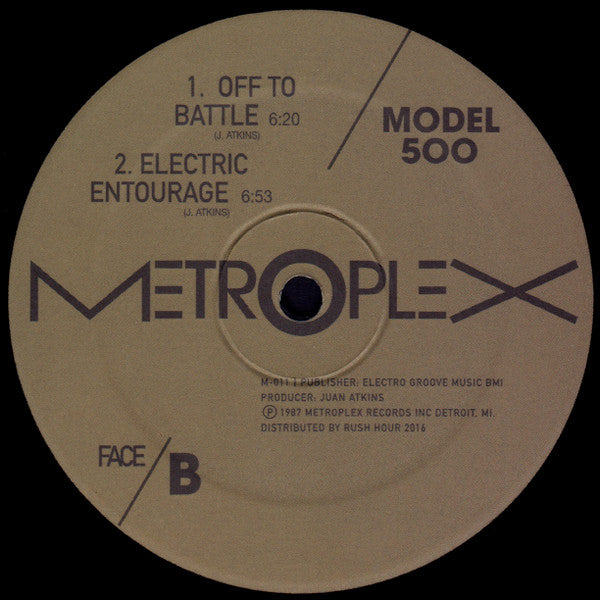 1. OFF TO
BATTLE 6:20
(J. ATKINS)
2. ELECTRIC
ENTOURAGE 6:53
(J. ATKINS)
MODEL
500
METROPLEX
M-011 | PUBLISHER: ELECTRO GROOVE MUSIC BMI
PRODUCER: JUAN ATKINS
Ⓟ 1987 METROPLEX RECORDS INC DETROIT, MI.
DISTRIBUTED BY RUSH HOUR 2016
FACE / B